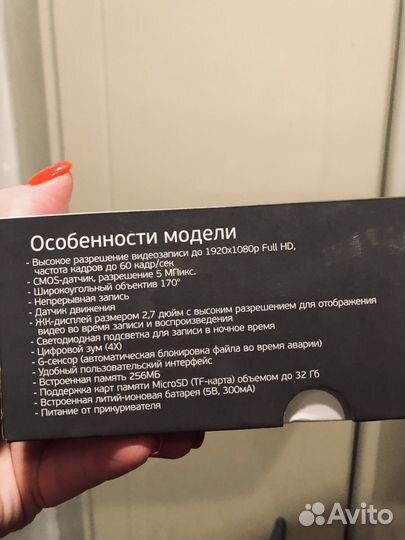 Особенности модели
- Высокое разрешение видеозаписи до 1920x1080p Full HD,
частота кадров до 60 кадр/сек
- CMOS-датчик, разрешение 5 МПикс.
- Широкоугольный объектив 170°
- Непрерывная запись
- Датчик движения
- ЖК-дисплей размером 2,7 дюйм с высоким разрешением для отображения
видео во время записи и воспроизведения
- Светодиодная подсветка для записи в ночное время
- Цифровой зум (4X)
- G-сенсор (автоматическая блокировка файла во время аварии)
- Удобный пользовательский интерфейс
- Встроенная память 256МБ
- Поддержка карт памяти MicroSD (TF-карта) объемом до 32 Гб
- Встроенная литий-ионовая батарея (5В, 300мА)
- Питание от прикуривателя
Avito